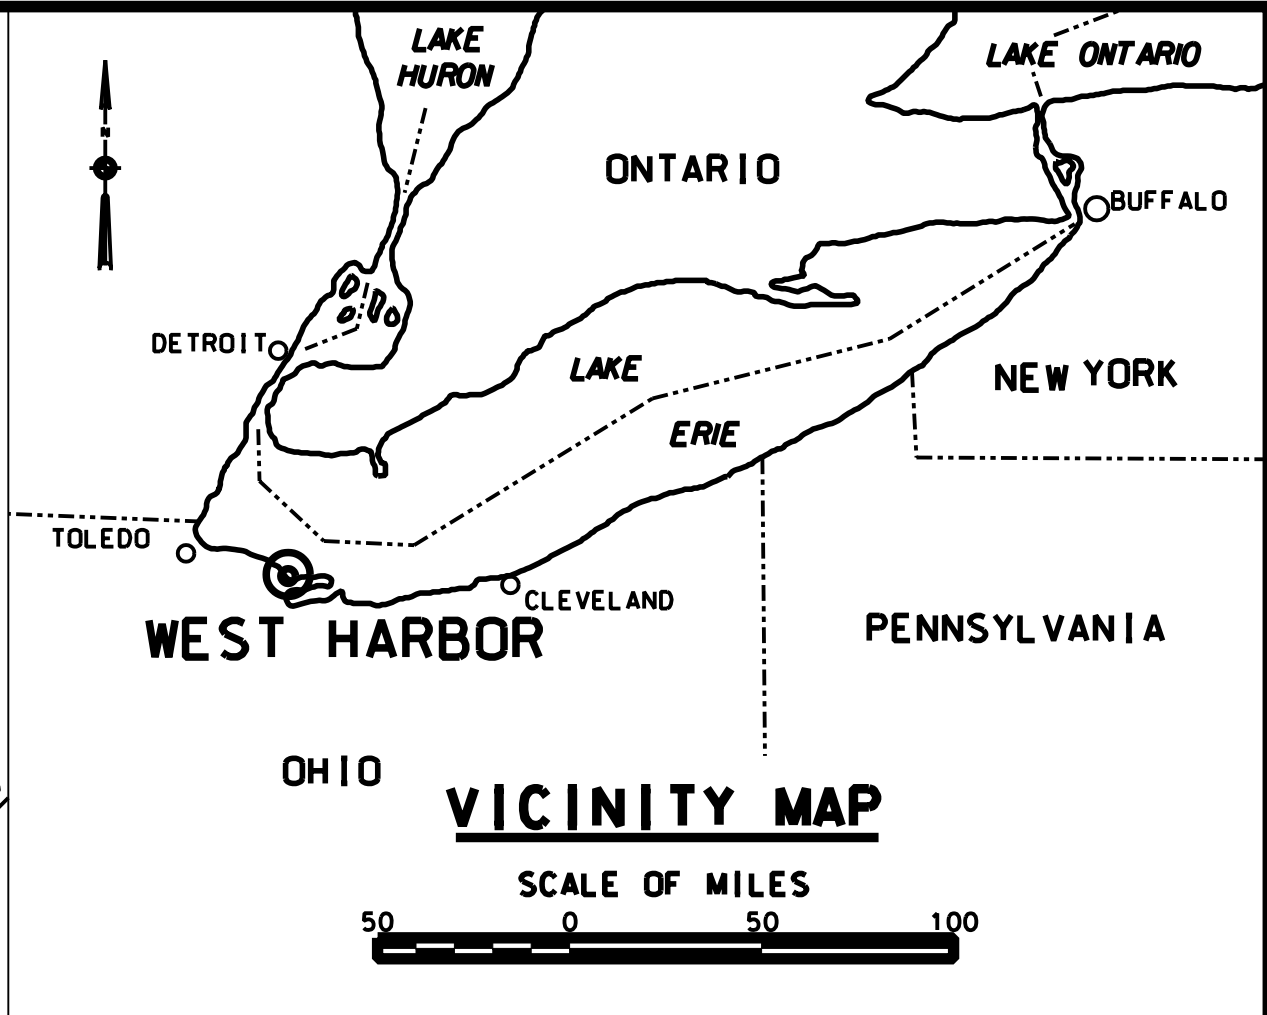 LAKE
HURON
LAKE ONTARIO
N
ONTARIO
BUFFALO
DETROIT
LAKE
NEW YORK
ERIE
TOLEDO
CLEVELAND
WEST HARBOR
PENNSYLVANIA
OHIO
VICINITY MAP
SCALE OF MILES
50 0 50 100